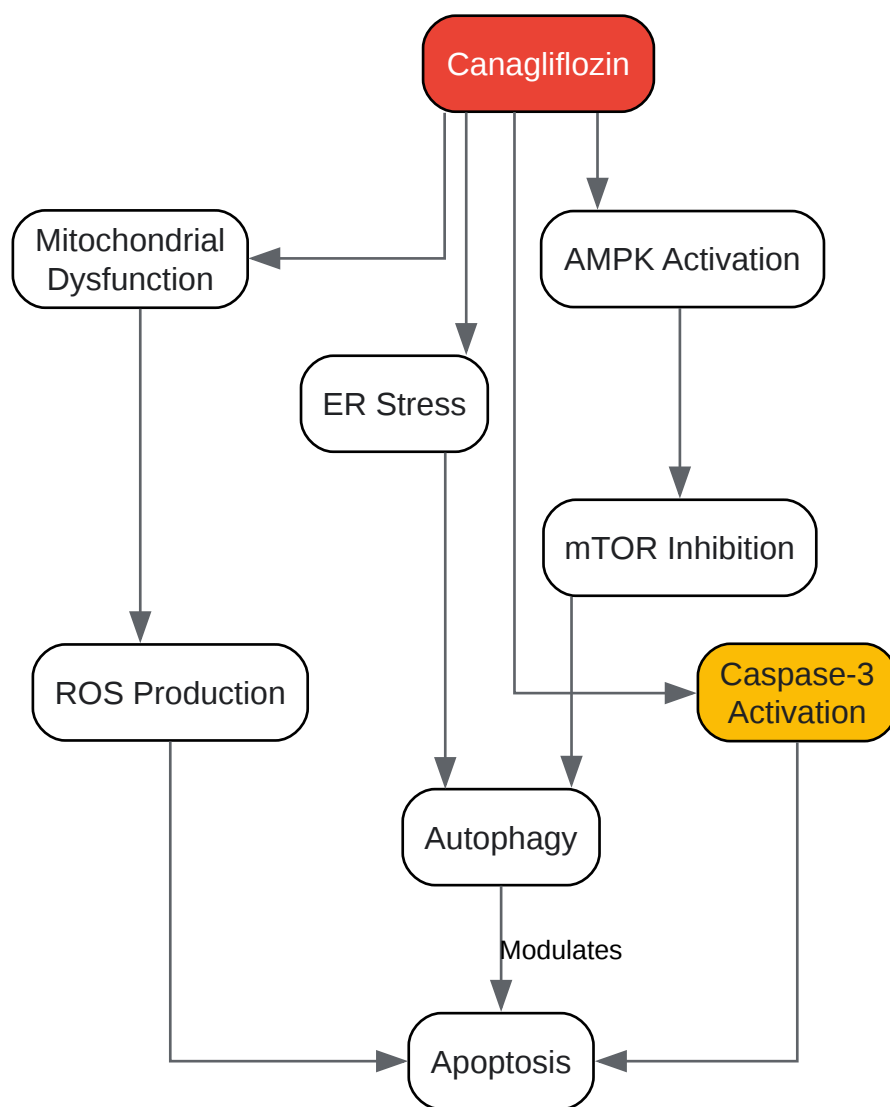 Canagliflozin
Mitochondrial
Dysfunction
AMPK Activation
ER Stress
mTOR Inhibition
ROS Production
Caspase-3
Activation
Autophagy
Modulates
Apoptosis